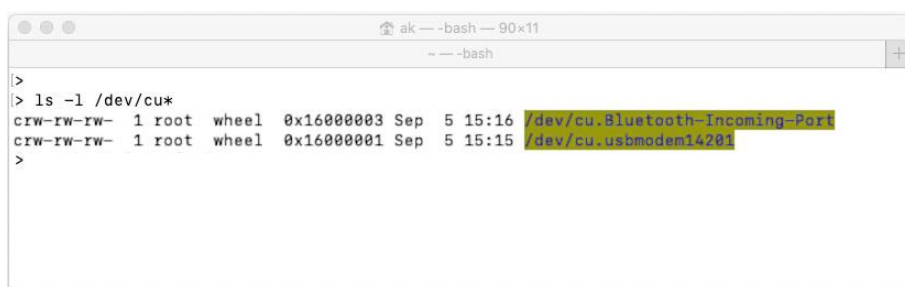 ak — -bash — 90×11
~ — -bash
+
[>
[> ls -l /dev/cu*
crw-rw-rw-  1 root  wheel  0x16000003 Sep  5 15:16 /dev/cu.Bluetooth-Incoming-Port
crw-rw-rw-  1 root  wheel  0x16000001 Sep  5 15:15 /dev/cu.usbmodem14201
>